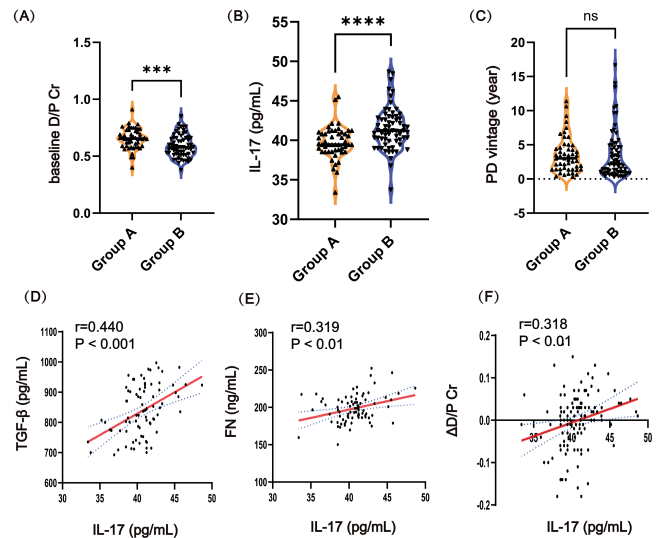 (A)
(B)
(C)
baseline D/P Cr
1.5
1.0
0.5
0.0
***
Group A
Group B
IL-17 (pg/mL)
55
50
45
40
35
30
****
Group A
Group B
PD vintage (year)
25
20
15
10
5
0
-5
ns
Group A
Group B
(D)
(E)
(F)
r=0.440
P < 0.001
TGF-β (pg/mL)
1100
1000
900
800
700
600
30
35
40
45
50
IL-17 (pg/mL)
r=0.319
P < 0.01
FN (ng/mL)
300
250
200
150
100
30
35
40
45
50
IL-17 (pg/mL)
r=0.318
P < 0.01
ΔD/P Cr
0.2
0.1
0.0
-0.1
-0.2
35
40
45
50
IL-17 (pg/mL)